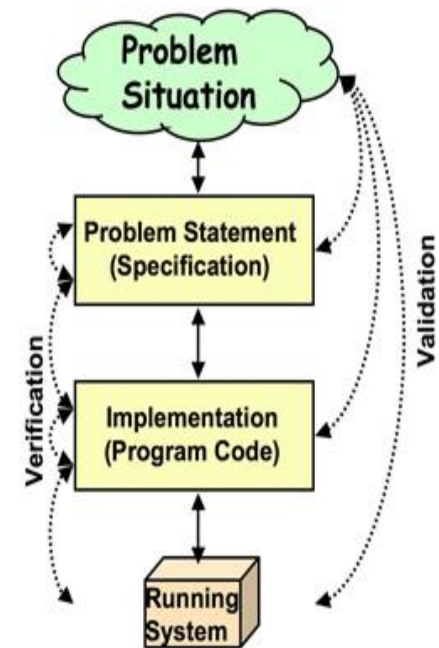 Problem
Situation
Problem Statement
(Specification)
Validation
Verification
Implementation
(Program Code)
Running
System